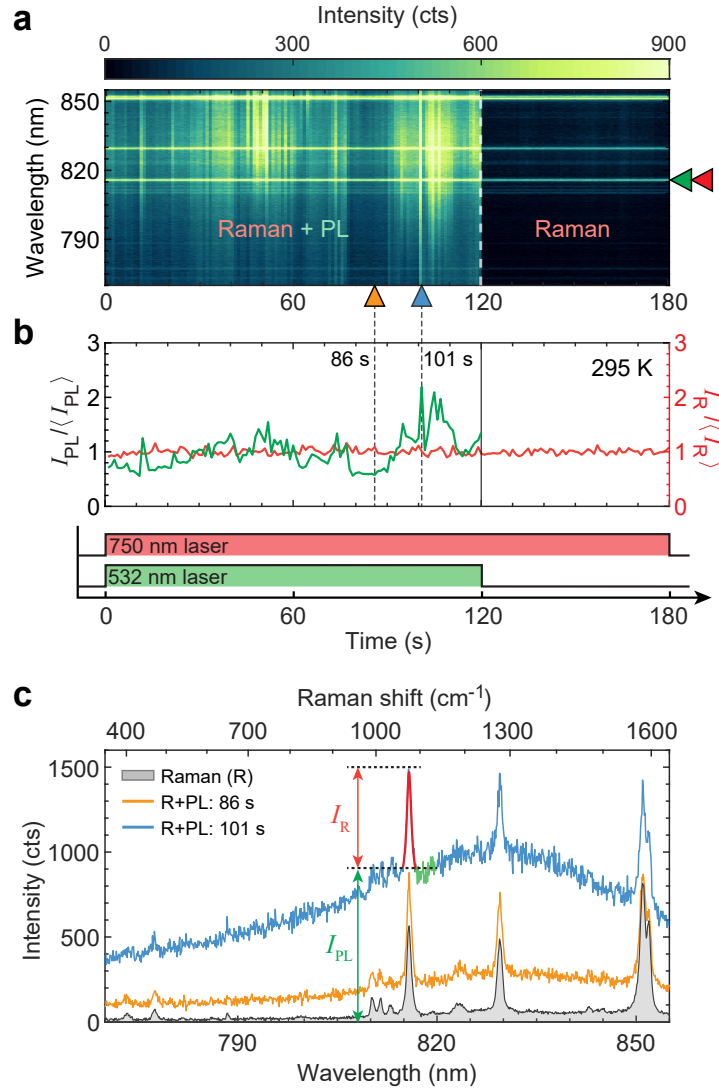 a
Intensity (cts)
0 300 600 900
Wavelength (nm)
850
820
790
Raman + PL
Raman
0 60 120 180
b
86 s
101 s
295 K
I_PL/⟨I_PL⟩
3
2
1
0
I_R/⟨I_R⟩
3
2
1
0
750 nm laser
532 nm laser
0 60 120 180
Time (s)
c
Raman shift (cm⁻¹)
400 700 1000 1300 1600
Intensity (cts)
1500
1000
500
0
Raman (R)
R+PL: 86 s
R+PL: 101 s
I_R
I_PL
790 820 850
Wavelength (nm)